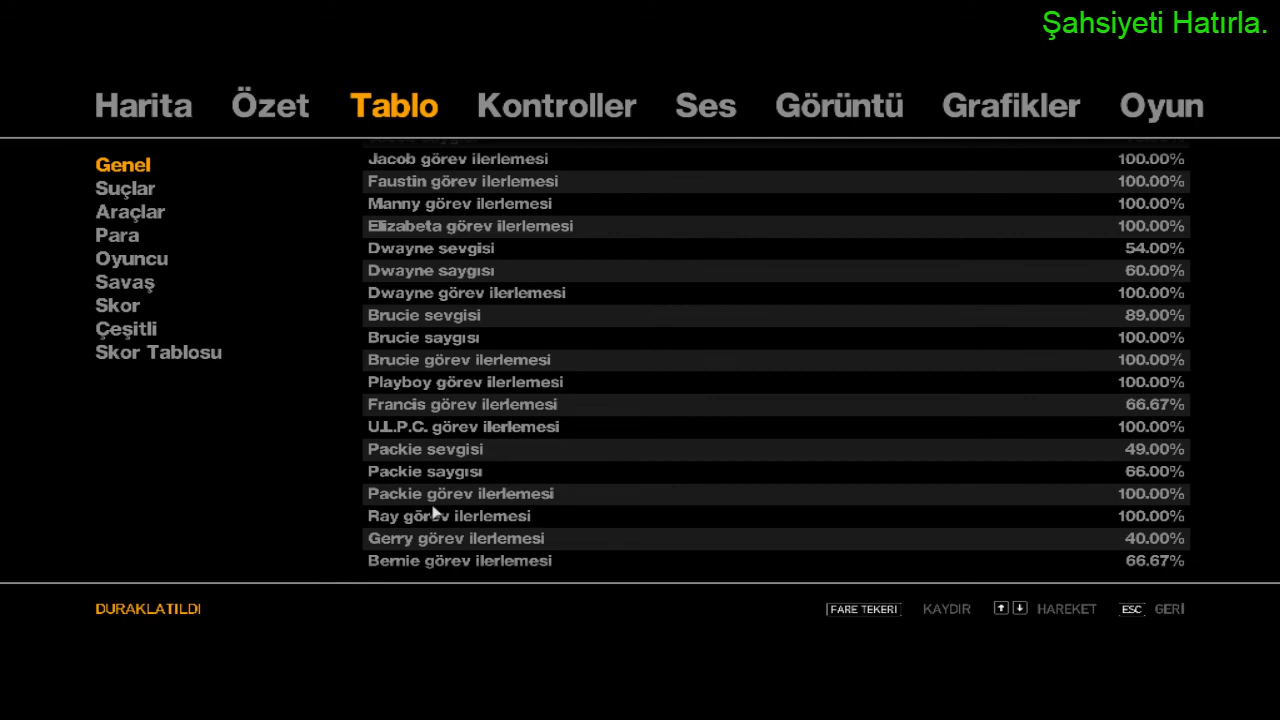 Şahsiyeti Hatırla.
Harita Özet Tablo Kontroller Ses Görüntü Grafikler Oyun
Genel
Suçlar
Araçlar
Para
Oyuncu
Savaş
Skor
Çeşitli
Skor Tablosu
Jacob görev ilerlemesi 100.00%
Faustin görev ilerlemesi 100.00%
Manny görev ilerlemesi 100.00%
Elizabeta görev ilerlemesi 100.00%
Dwayne sevgisi 54.00%
Dwayne saygısı 60.00%
Dwayne görev ilerlemesi 100.00%
Brucie sevgisi 89.00%
Brucie saygısı 100.00%
Brucie görev ilerlemesi 100.00%
Playboy görev ilerlemesi 100.00%
Francis görev ilerlemesi 66.67%
U.L.P.C. görev ilerlemesi 100.00%
Packie sevgisi 49.00%
Packie saygısı 66.00%
Packie görev ilerlemesi 100.00%
Ray görev ilerlemesi 100.00%
Gerry görev ilerlemesi 40.00%
Bernie görev ilerlemesi 66.67%
DURAKLATILDI
FARE TEKERİ KAYDIR HAREKET ESC GERİ